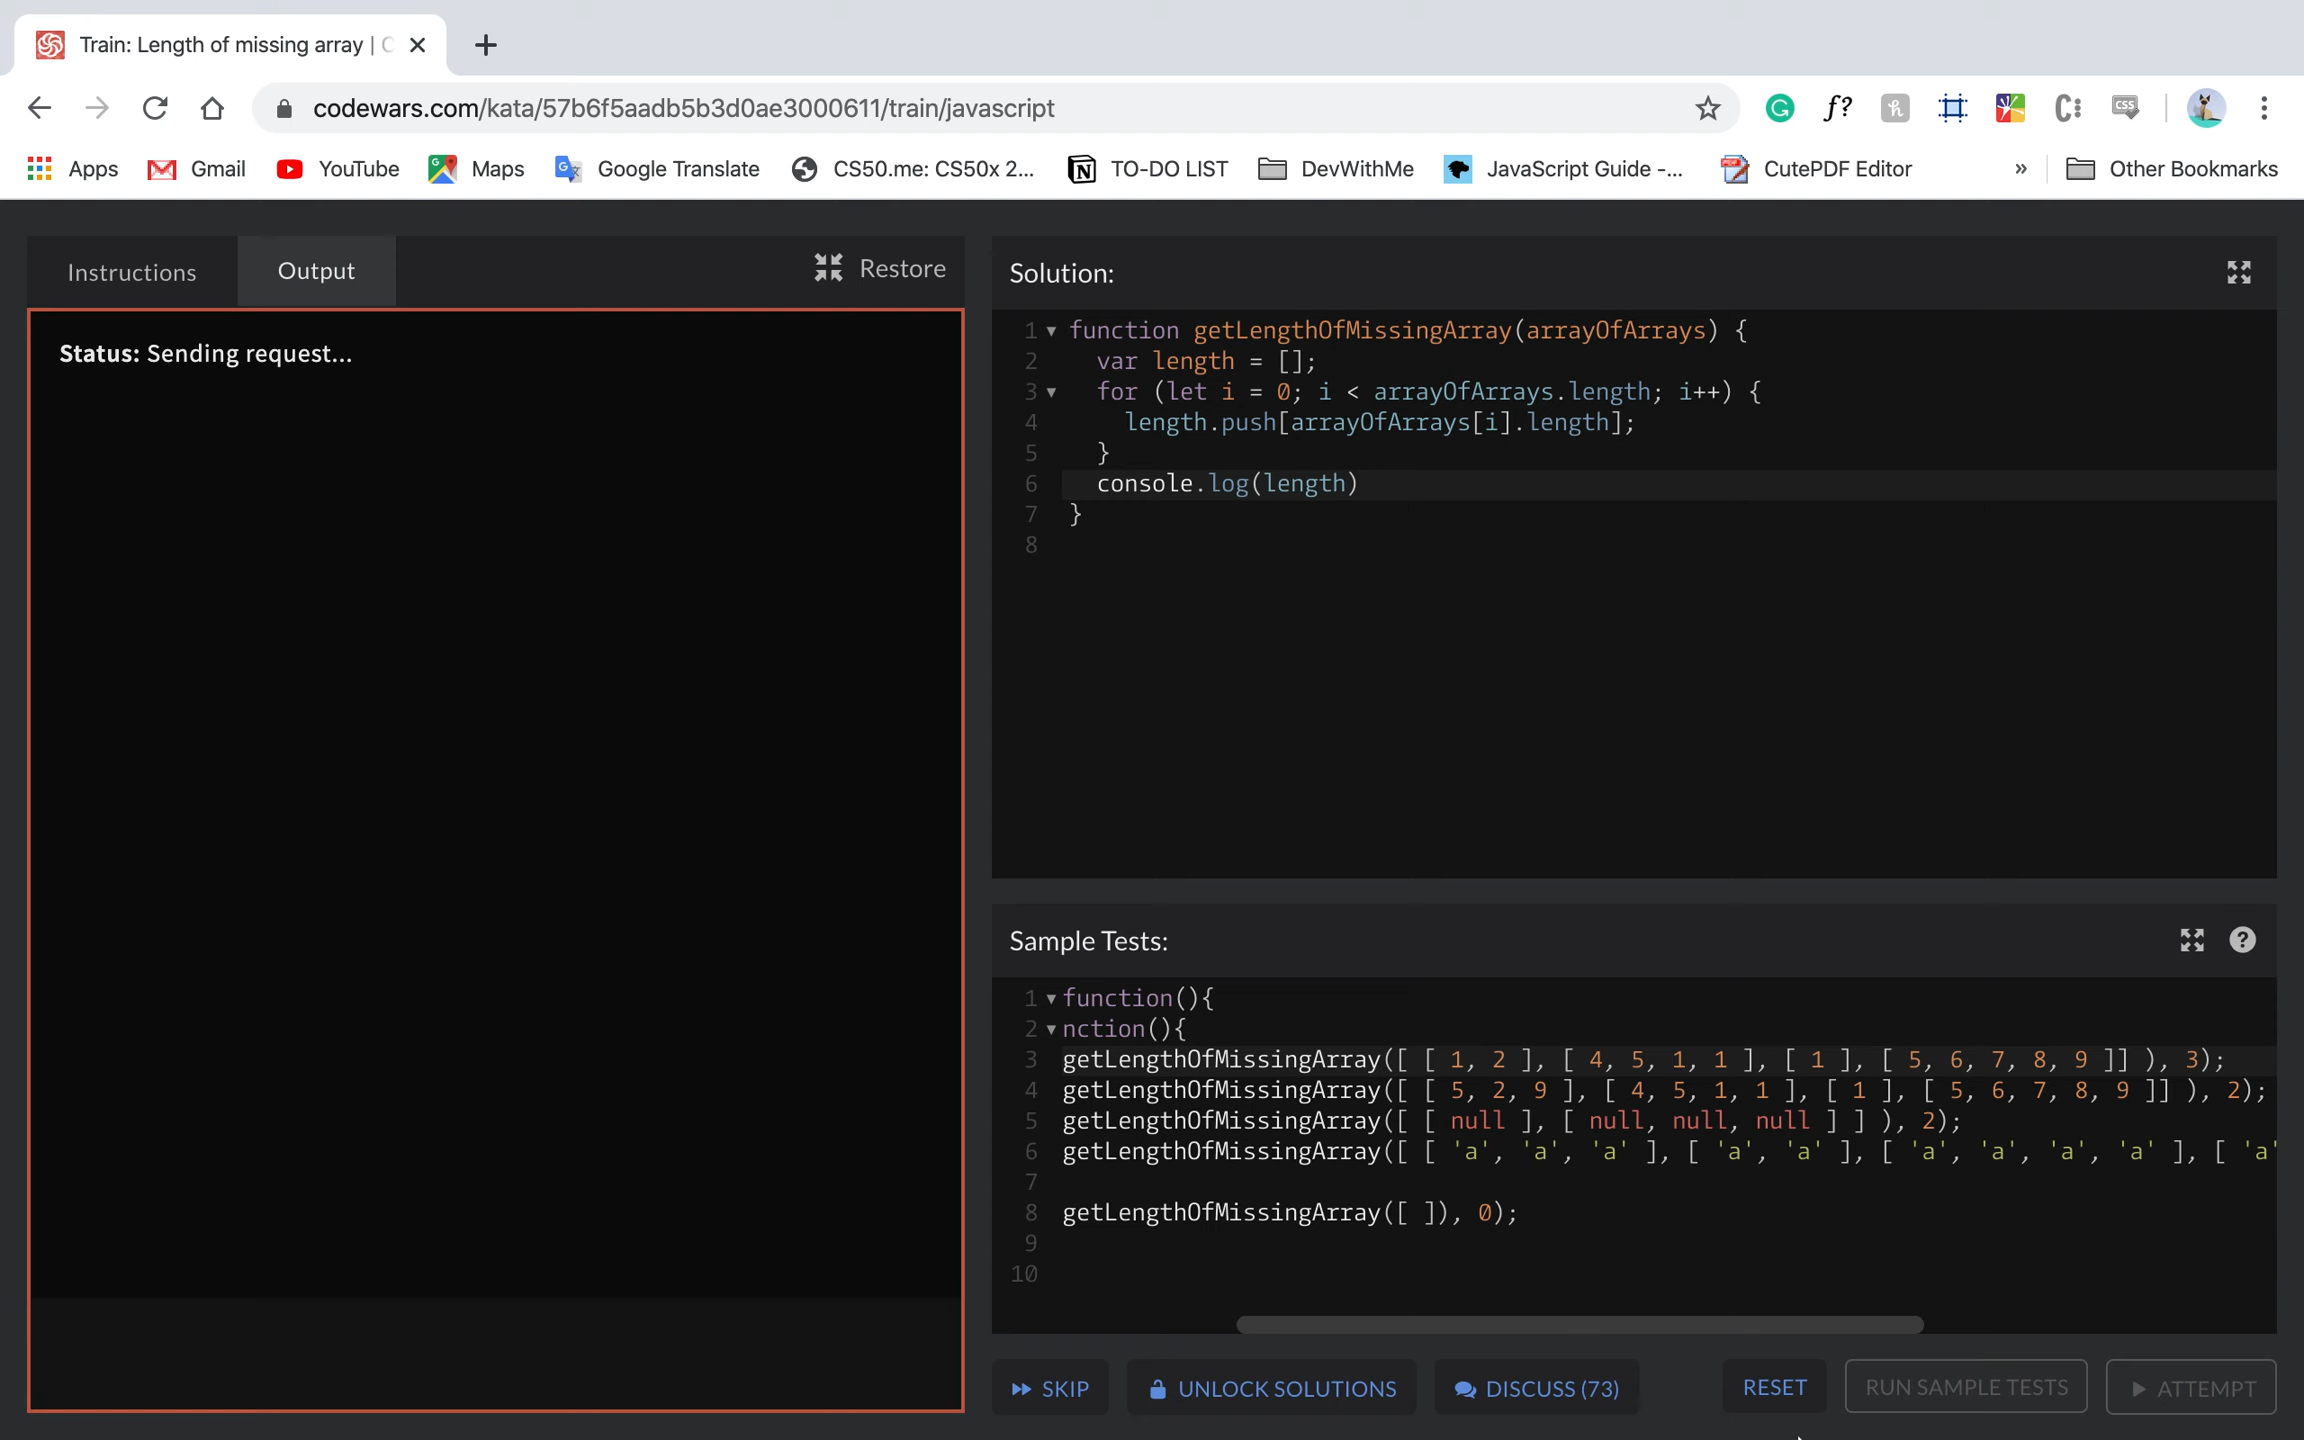 Train: Length of missing array | C
codewars.com/kata/57b6f5aadb5b3d0ae3000611/train/javascript
Apps Gmail YouTube Maps Google Translate CS50.me: CS50x 2... TO-DO LIST DevWithMe JavaScript Guide -... CutePDF Editor » Other Bookmarks
Instructions Output Restore
Status: Sending request...
Solution:
1 function getLengthOfMissingArray(arrayOfArrays) {
2 var length = [];
3 for (let i = 0; i < arrayOfArrays.length; i++) {
4 length.push[arrayOfArrays[i].length];
5 }
6 console.log(length)
7 }
8
Sample Tests:
1 function(){
2 nction(){
3 getLengthOfMissingArray([ [ 1, 2 ], [ 4, 5, 1, 1 ], [ 1 ], [ 5, 6, 7, 8, 9 ]] ), 3);
4 getLengthOfMissingArray([ [ 5, 2, 9 ], [ 4, 5, 1, 1 ], [ 1 ], [ 5, 6, 7, 8, 9 ]] ), 2);
5 getLengthOfMissingArray([ [ null ], [ null, null, null ] ] ), 2);
6 getLengthOfMissingArray([ [ 'a', 'a', 'a' ], [ 'a', 'a' ], [ 'a', 'a', 'a', 'a' ], [ 'a'
7
8 getLengthOfMissingArray([ ]), 0);
9
10
SKIP UNLOCK SOLUTIONS DISCUSS (73) RESET RUN SAMPLE TESTS ATTEMPT